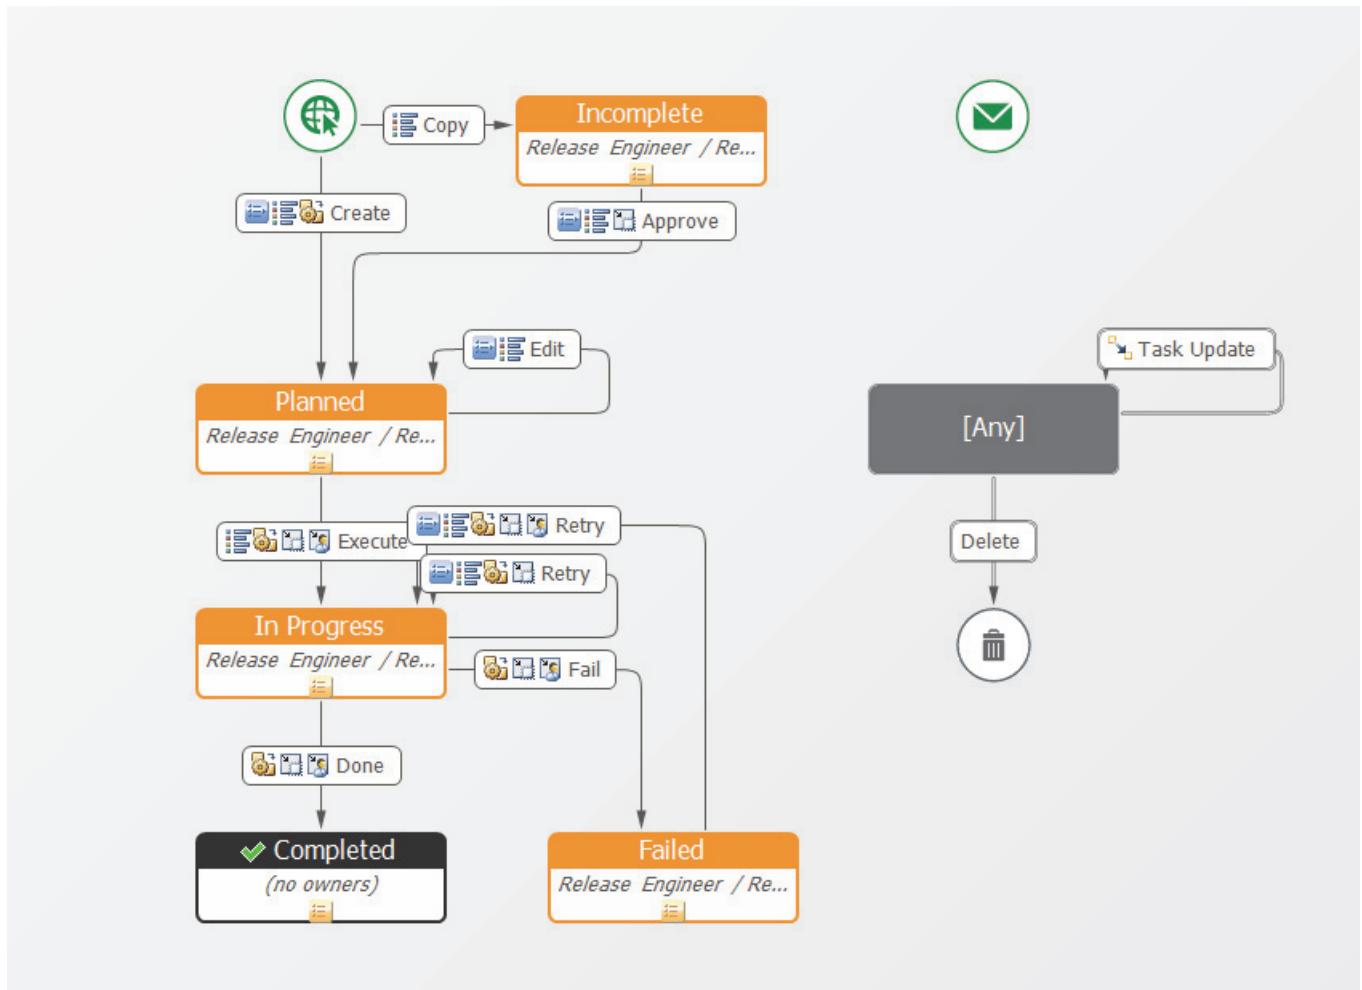 Copy
Incomplete
Release Engineer / Re...
Create
Approve
Edit
Task Update
Planned
Release Engineer / Re...
[Any]
Retry
Execute
Delete
Retry
In Progress
Release Engineer / Re...
Fail
Done
Completed
(no owners)
Failed
Release Engineer / Re...